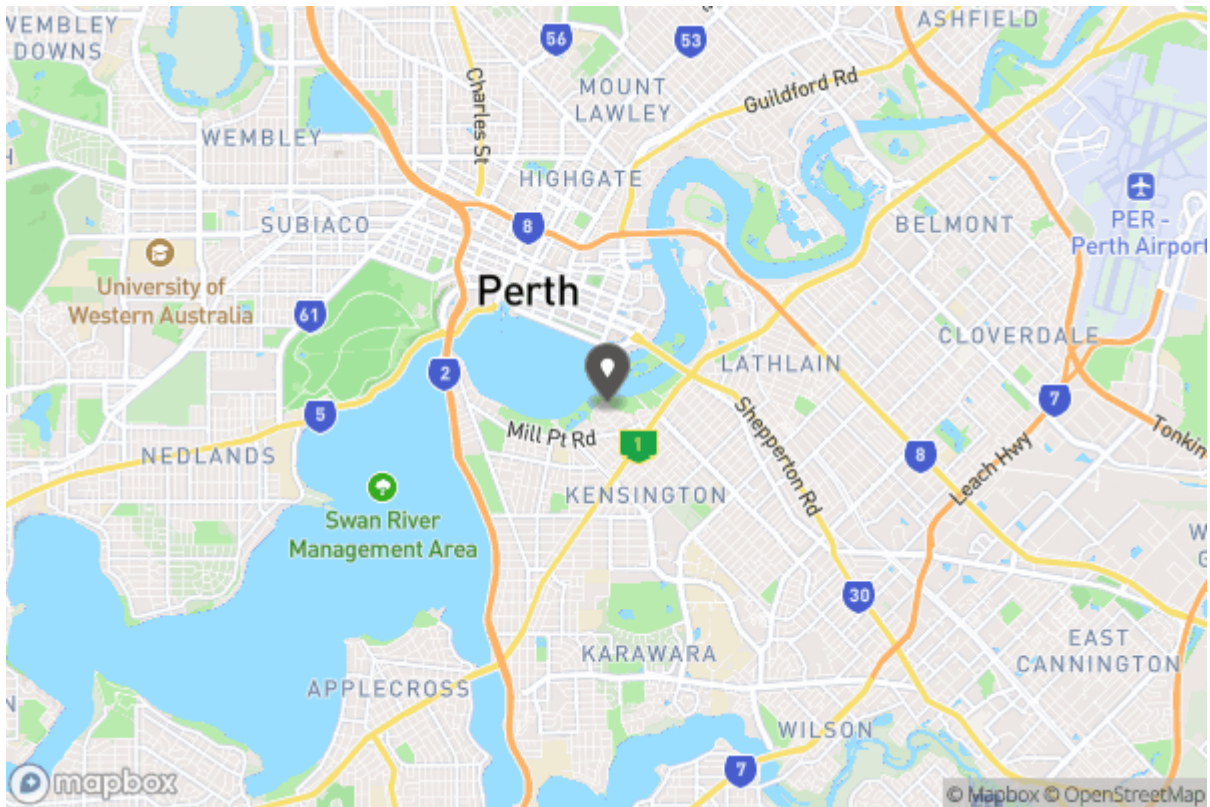 WEMBLEY
DOWNS
56
53
ASHFIELD
MOUNT
LAWLEY
Charles St
Guildford Rd
WEMBLEY
HIGHGATE
SUBIACO
8
BELMONT
PER -
Perth Airport
University of
Western Australia
Perth
61
CLOVERDALE
2
LATHLAIN
7
5
Mill Pt Rd
1
Shepperton Rd
Tonkin
NEDLANDS
8
Leach Hwy
KENSINGTON
Swan River
Management Area
30
EAST
CANNINGTON
KARAWARA
APPLECROSS
WILSON
7
mapbox
© Mapbox © OpenStreetMap